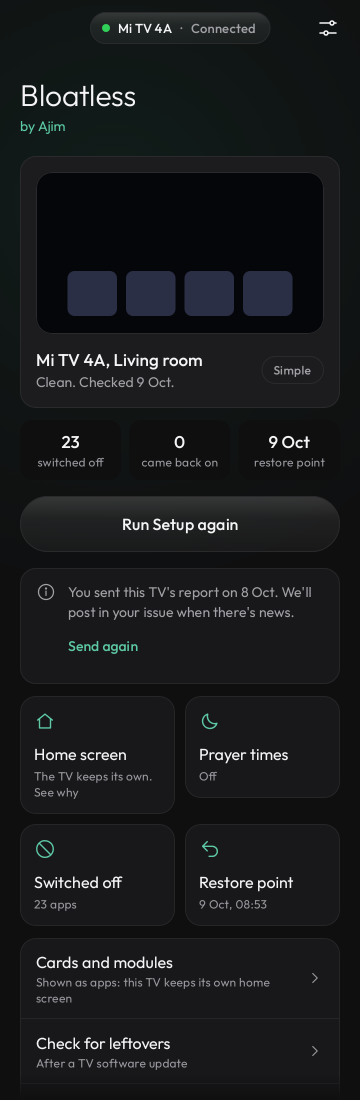 Mi TV 4A · Connected
Bloatless
by Ajim
Mi TV 4A, Living room
Clean. Checked 9 Oct.
Simple
23
switched off
0
came back on
9 Oct
restore point
Run Setup again
You sent this TV's report on 8 Oct. We'll
post in your issue when there's news.
Send again
Home screen
The TV keeps its own.
See why
Prayer times
Off
Switched off
23 apps
Restore point
9 Oct, 08:53
Cards and modules
Shown as apps: this TV keeps its own home
screen
Check for leftovers
After a TV software update